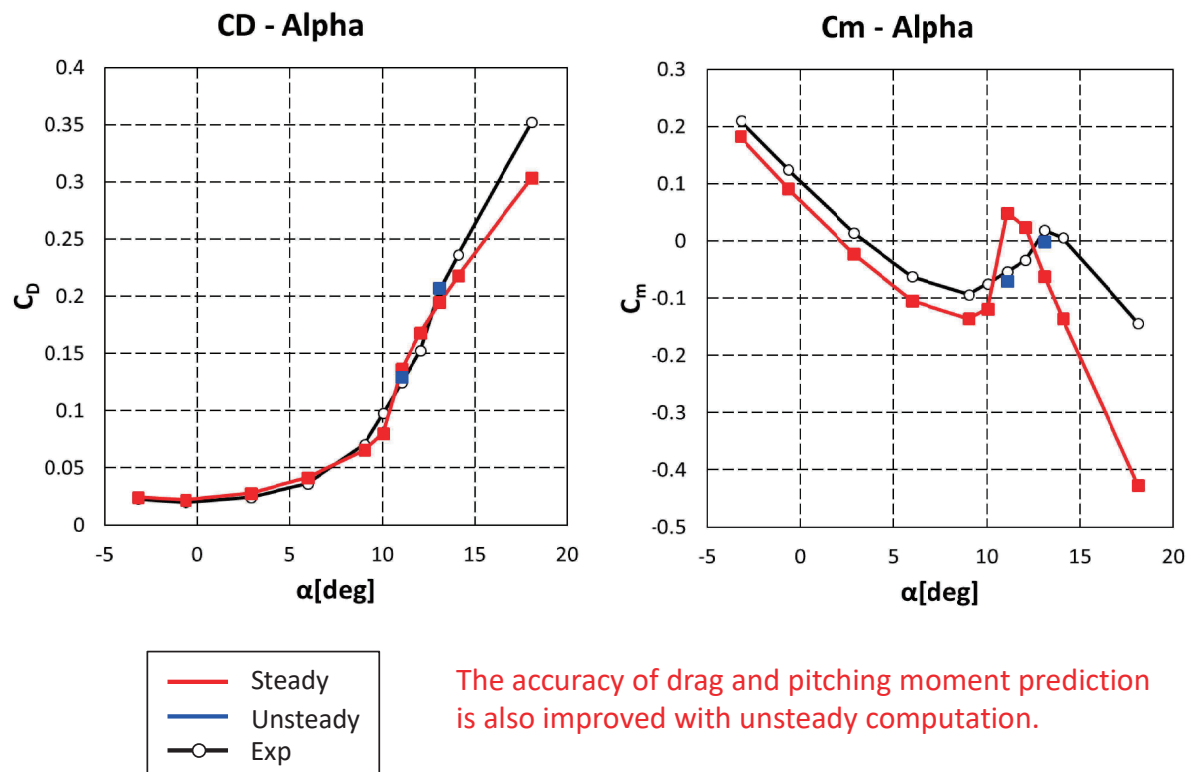 CD - Alpha
0.4
0.35
0.3
0.25
0.2
0.15
0.1
0.05
0
C_D
-5 0 5 10 15 20
α[deg]
Cm - Alpha
0.3
0.2
0.1
0
-0.1
-0.2
-0.3
-0.4
-0.5
C_m
-5 0 5 10 15 20
α[deg]
Steady
Unsteady
Exp
The accuracy of drag and pitching moment prediction
is also improved with unsteady computation.